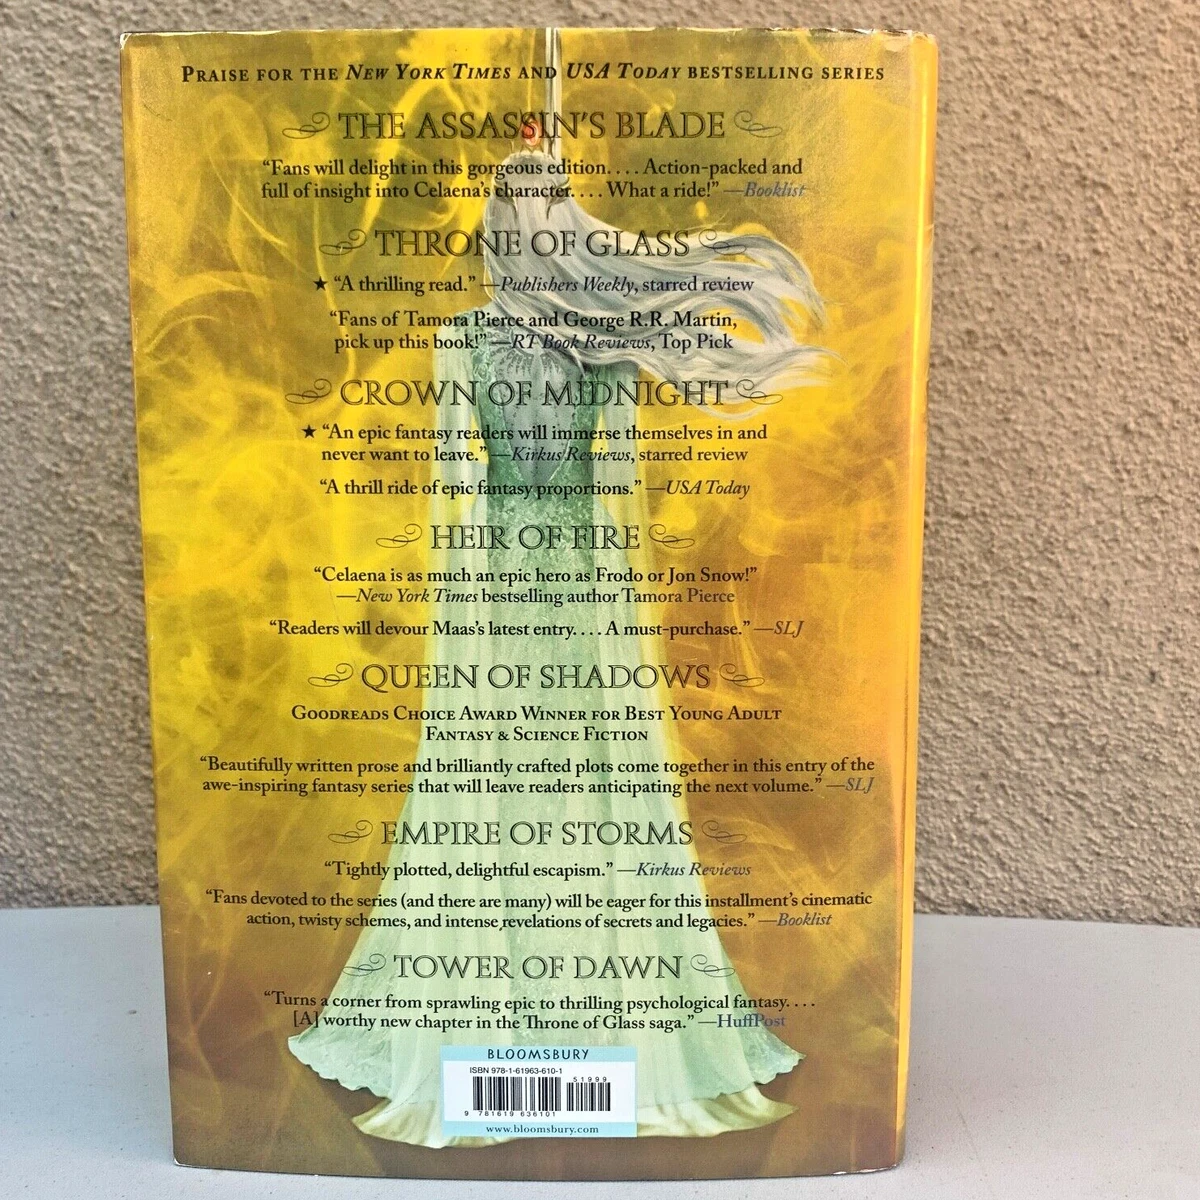 PRAISE FOR THE NEW YORK TIMES AND USA TODAY BESTSELLING SERIES
THE ASSASSIN'S BLADE
“Fans will delight in this gorgeous edition. . . . Action-packed and
full of insight into Celaena's character. . . . What a ride!” —Booklist
THRONE OF GLASS
★ “A thrilling read.” —Publishers Weekly, starred review
“Fans of Tamora Pierce and George R.R. Martin,
pick up this book!” —RT Book Reviews, Top Pick
CROWN OF MIDNIGHT
★ “An epic fantasy readers will immerse themselves in and
never want to leave.” —Kirkus Reviews, starred review
“A thrill ride of epic fantasy proportions.” —USA Today
HEIR OF FIRE
“Celaena is as much an epic hero as Frodo or Jon Snow!”
—New York Times bestselling author Tamora Pierce
“Readers will devour Maas's latest entry. . . . A must-purchase.” —SLJ
QUEEN OF SHADOWS
GOODREADS CHOICE AWARD WINNER FOR BEST YOUNG ADULT
FANTASY & SCIENCE FICTION
“Beautifully written prose and brilliantly crafted plots come together in this entry of the
awe-inspiring fantasy series that will leave readers anticipating the next volume.” —SLJ
EMPIRE OF STORMS
“Tightly plotted, delightful escapism.” —Kirkus Reviews
“Fans devoted to the series (and there are many) will be eager for this installment's cinematic
action, twisty schemes, and intense revelations of secrets and legacies.” —Booklist
TOWER OF DAWN
“Turns a corner from sprawling epic to thrilling psychological fantasy. . . .
[A] worthy new chapter in the Throne of Glass saga.” —HuffPost
BLOOMSBURY
ISBN 978-1-61963-610-1
51999
9 781619 636101
www.bloomsbury.com